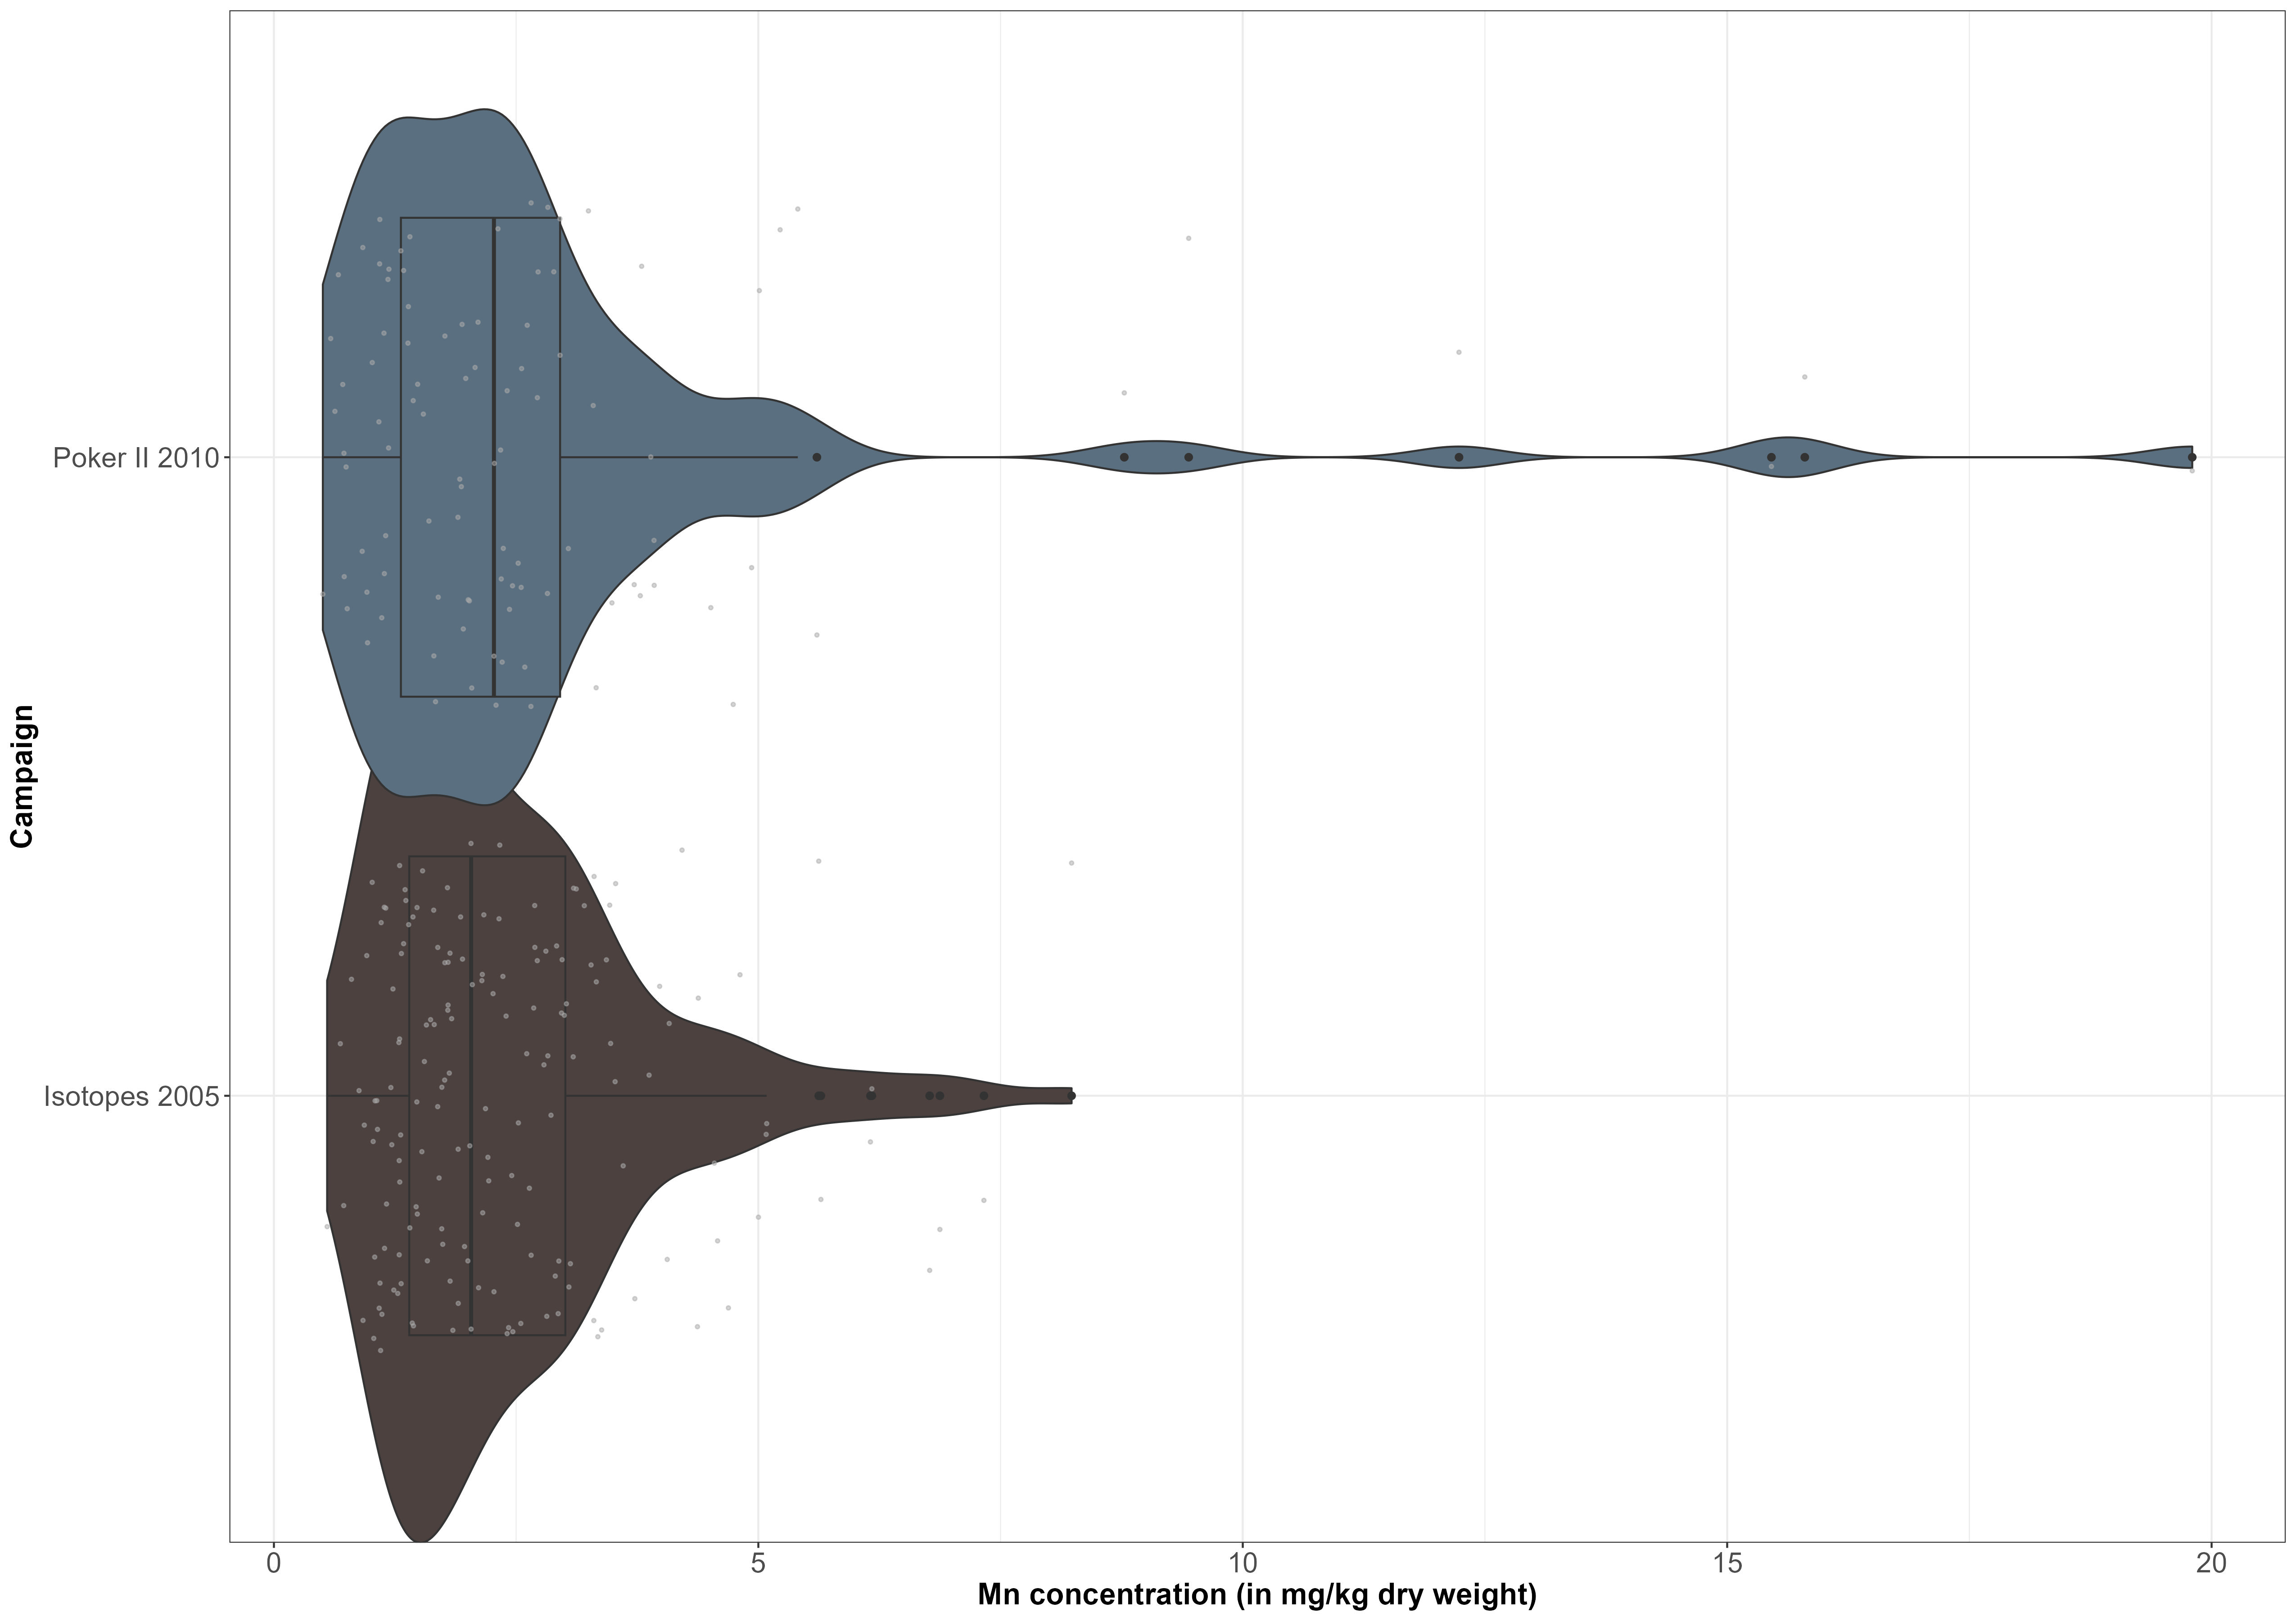 Campaign
Poker II 2010
Isotopes 2005
0 5 10 15 20
Mn concentration (in mg/kg dry weight)